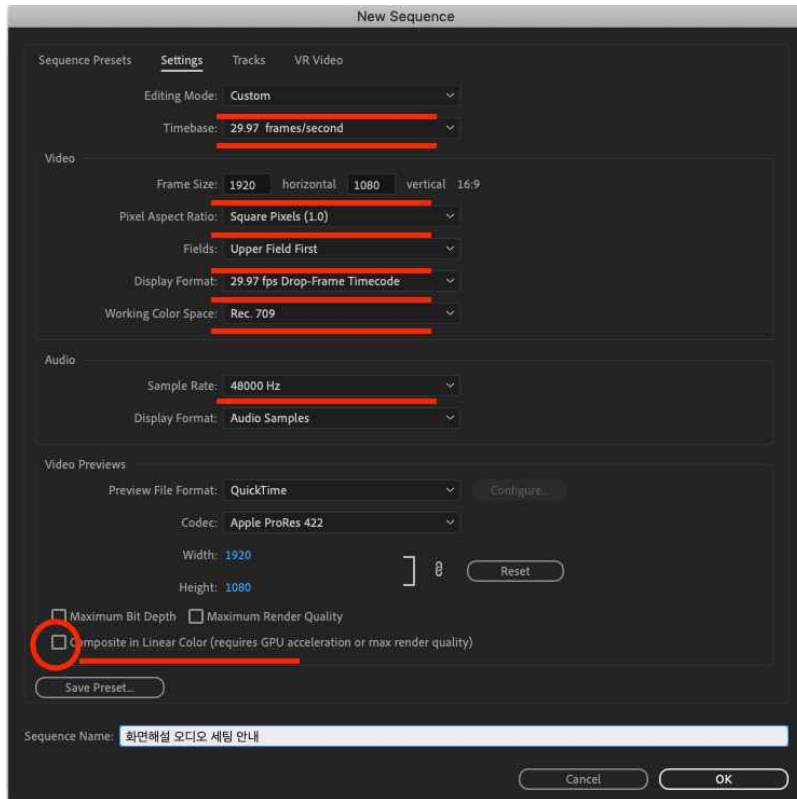 New Sequence
Sequence Presets Settings Tracks VR Video
Editing Mode: Custom
Timebase: 29.97 frames/second
Video
Frame Size: 1920 horizontal 1080 vertical 16:9
Pixel Aspect Ratio: Square Pixels (1.0)
Fields: Upper Field First
Display Format: 29.97 fps Drop-Frame Timecode
Working Color Space: Rec. 709
Audio
Sample Rate: 48000 Hz
Display Format: Audio Samples
Video Previews
Preview File Format: QuickTime Configure...
Codec: Apple ProRes 422
Width: 1920
Reset
Height: 1080
Maximum Bit Depth Maximum Render Quality
Composite in Linear Color (requires GPU acceleration or max render quality)
Save Preset...
Sequence Name: 화면해설 오디오 세팅 안내
Cancel OK